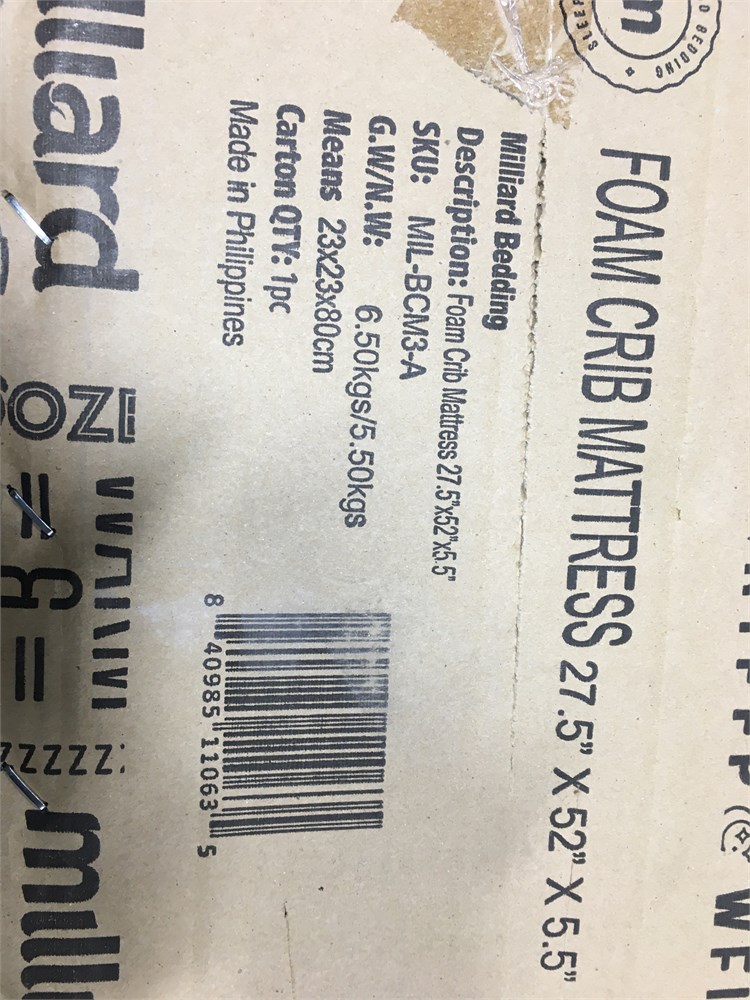 FOAM CRIB MATTRESS 27.5” X 52” X 5.5”
Milliard Bedding
Description: Foam Crib Mattress 27.5"x52"x5.5"
SKU: MIL-BCM3-A
G.W/N.W: 6.50kgs/5.50kgs
Means 23x23x80cm
Carton QTY: 1pc
Made in Philippines
8 40985 11063 5
BEDDING